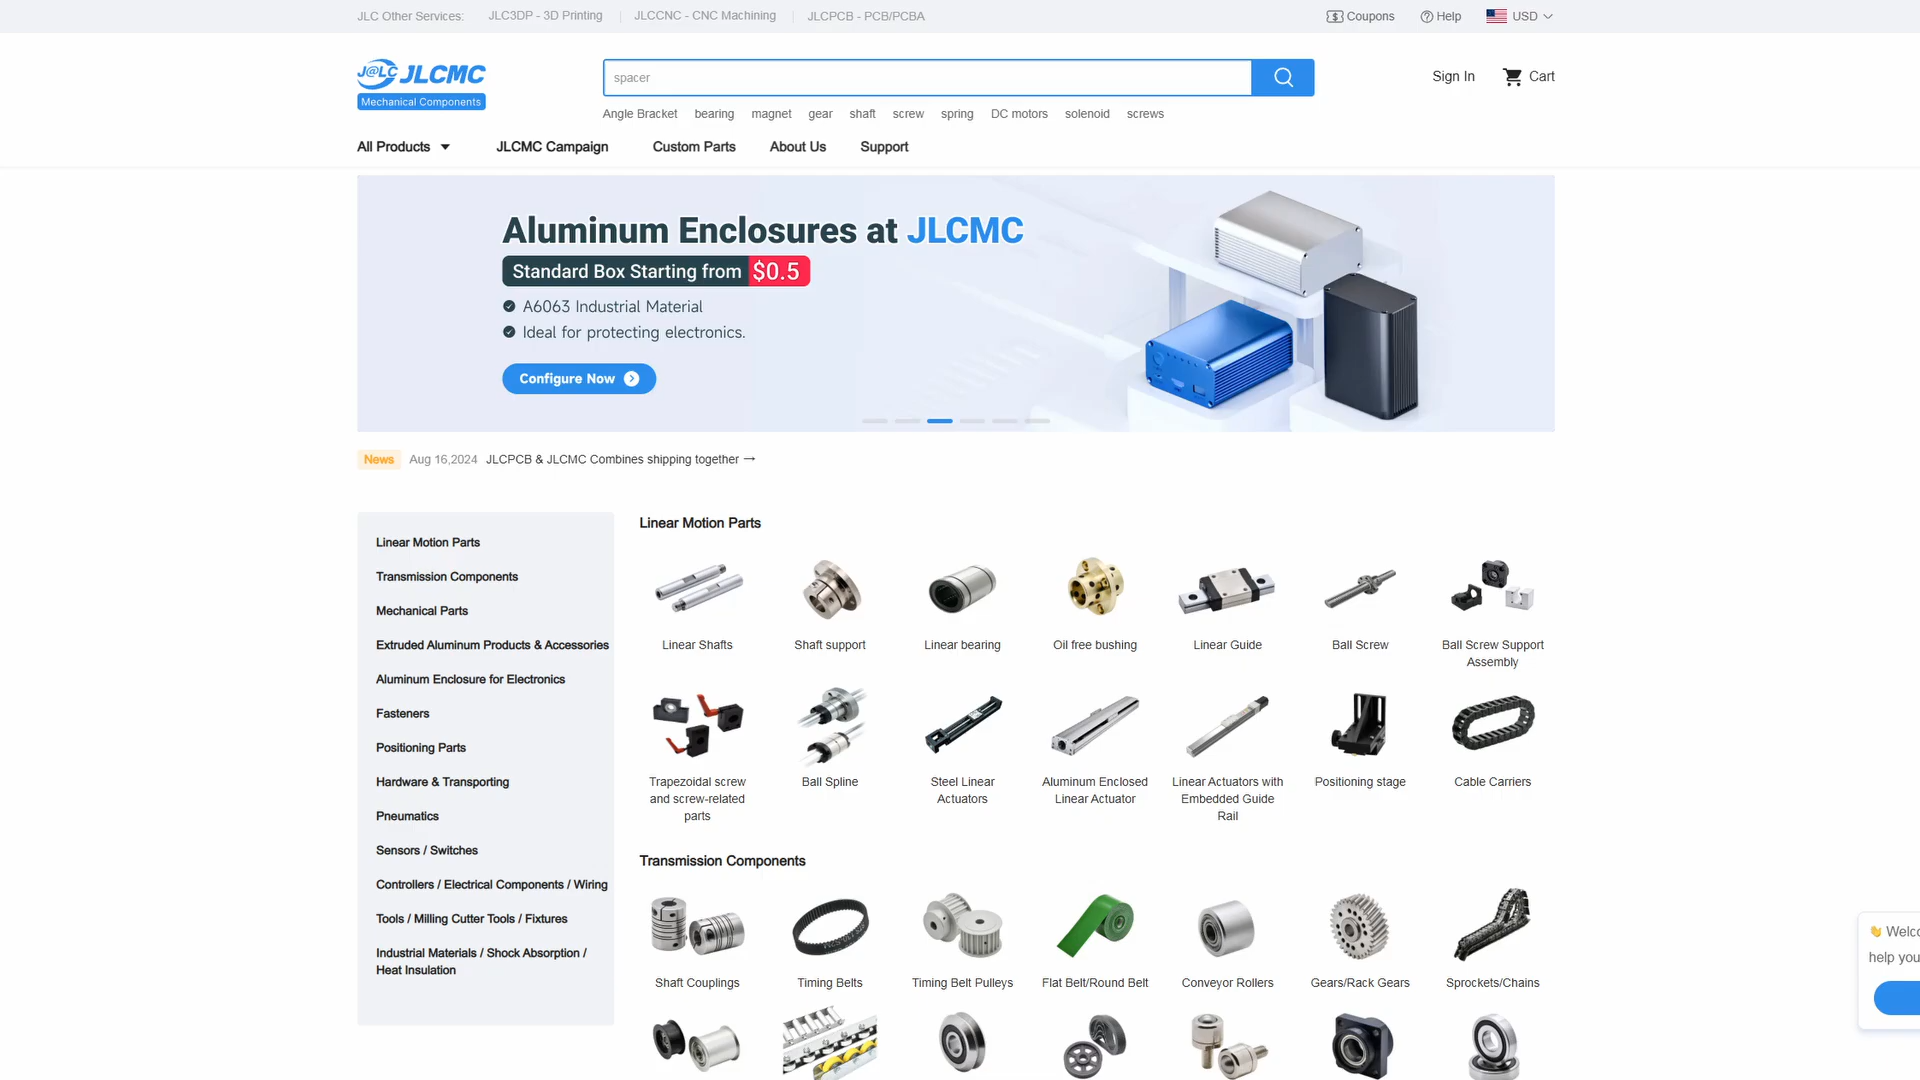 JLC Other Services:
JLC3DP - 3D Printing
JLCCNC - CNC Machining
JLCPCB - PCB/PCBA
Coupons
Help
USD
J@LC JLCMC
Mechanical Components
spacer
Sign In
Cart
Angle Bracket bearing magnet gear shaft screw spring DC motors solenoid screws
All Products
JLCMC Campaign
Custom Parts
About Us
Support
Aluminum Enclosures at JLCMC
Standard Box Starting from $0.5
A6063 Industrial Material
Ideal for protecting electronics.
Configure Now
News Aug 16,2024 JLCPCB & JLCMC Combines shipping together →
Linear Motion Parts
Transmission Components
Mechanical Parts
Extruded Aluminum Products & Accessories
Aluminum Enclosure for Electronics
Fasteners
Positioning Parts
Hardware & Transporting
Pneumatics
Sensors / Switches
Controllers / Electrical Components / Wiring
Tools / Milling Cutter Tools / Fixtures
Industrial Materials / Shock Absorption /
Heat Insulation
Linear Motion Parts
Linear Shafts
Shaft support
Linear bearing
Oil free bushing
Linear Guide
Ball Screw
Ball Screw Support
Assembly
Trapezoidal screw
and screw-related
parts
Ball Spline
Steel Linear
Actuators
Aluminum Enclosed
Linear Actuator
Linear Actuators with
Embedded Guide
Rail
Positioning stage
Cable Carriers
Transmission Components
Shaft Couplings
Timing Belts
Timing Belt Pulleys
Flat Belt/Round Belt
Conveyor Rollers
Gears/Rack Gears
Sprockets/Chains
👋 Welco
help you